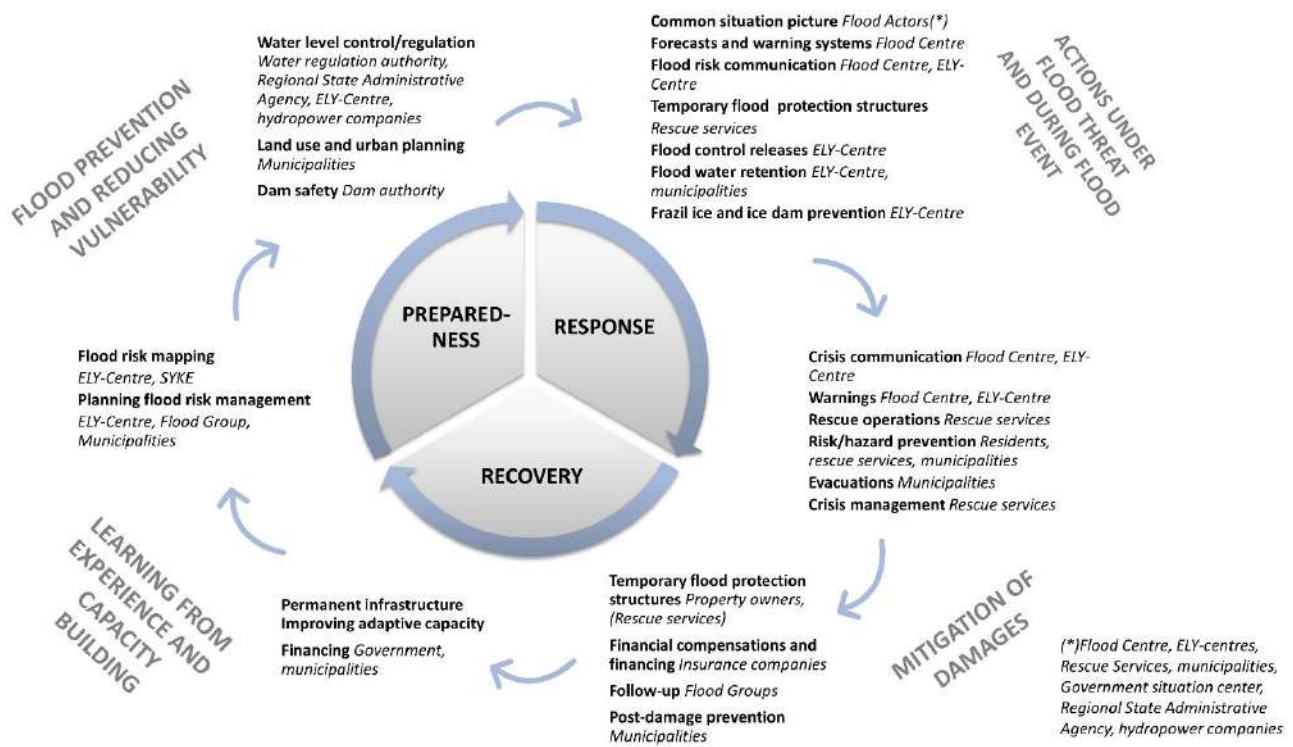 FLOOD PREVENTION
AND REDUCING
VULNERABILITY
Water level control/regulation
Water regulation authority,
Regional State Administrative
Agency, ELY-Centre,
hydropower companies
Land use and urban planning
Municipalities
Dam safety Dam authority
Common situation picture Flood Actors(*)
Forecasts and warning systems Flood Centre
Flood risk communication Flood Centre, ELY-
Centre
Temporary flood protection structures
Rescue services
Flood control releases ELY-Centre
Flood water retention ELY-Centre,
municipalities
Frazil ice and ice dam prevention ELY-Centre
ACTIONS UNDER
FLOOD THREAT
AND DURING FLOOD
EVENT
PREPARED-
NESS
RESPONSE
RECOVERY
Flood risk mapping
ELY-Centre, SYKE
Planning flood risk management
ELY-Centre, Flood Group,
Municipalities
Crisis communication Flood Centre, ELY-
Centre
Warnings Flood Centre, ELY-Centre
Rescue operations Rescue services
Risk/hazard prevention Residents,
rescue services, municipalities
Evacuations Municipalities
Crisis management Rescue services
LEARNING FROM
EXPERIENCE AND
CAPACITY
BUILDING
Permanent infrastructure
Improving adaptive capacity
Financing Government,
municipalities
Temporary flood protection
structures Property owners,
(Rescue services)
Financial compensations and
financing Insurance companies
Follow-up Flood Groups
Post-damage prevention
Municipalities
MITIGATION OF
DAMAGES
(*)Flood Centre, ELY-centres,
Rescue Services, municipalities,
Government situation center,
Regional State Administrative
Agency, hydropower companies